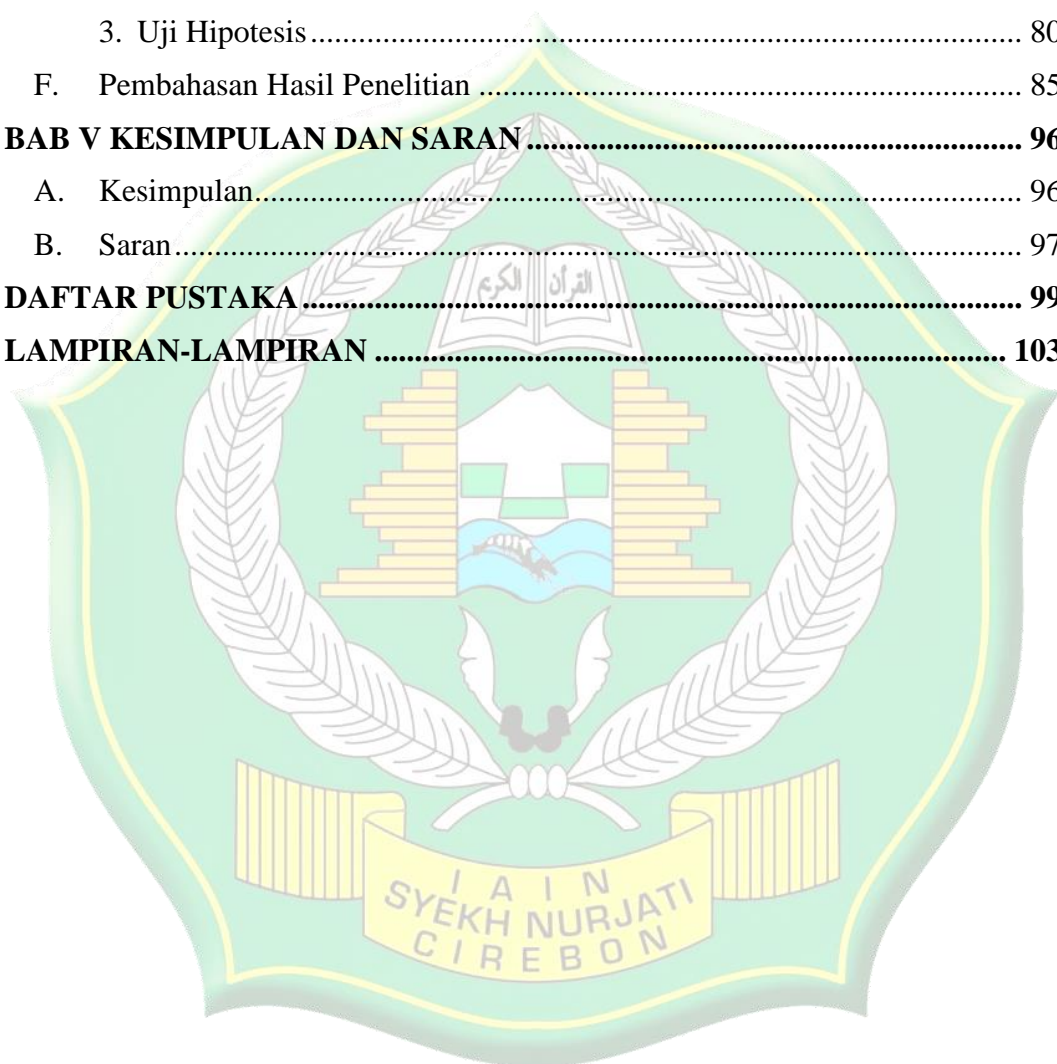 3. Uji Hipotesis ........................................................................ 80
F. Pembahasan Hasil Penelitian ........................................................ 85
BAB V KESIMPULAN DAN SARAN ........................................................ 96
A. Kesimpulan ........................................................................ 96
B. Saran ........................................................................ 97
DAFTAR PUSTAKA ........................................................................ 99
LAMPIRAN-LAMPIRAN ........................................................................ 103
القرآن الكريم
IAIN
SYEKH NURJATI
CIREBON